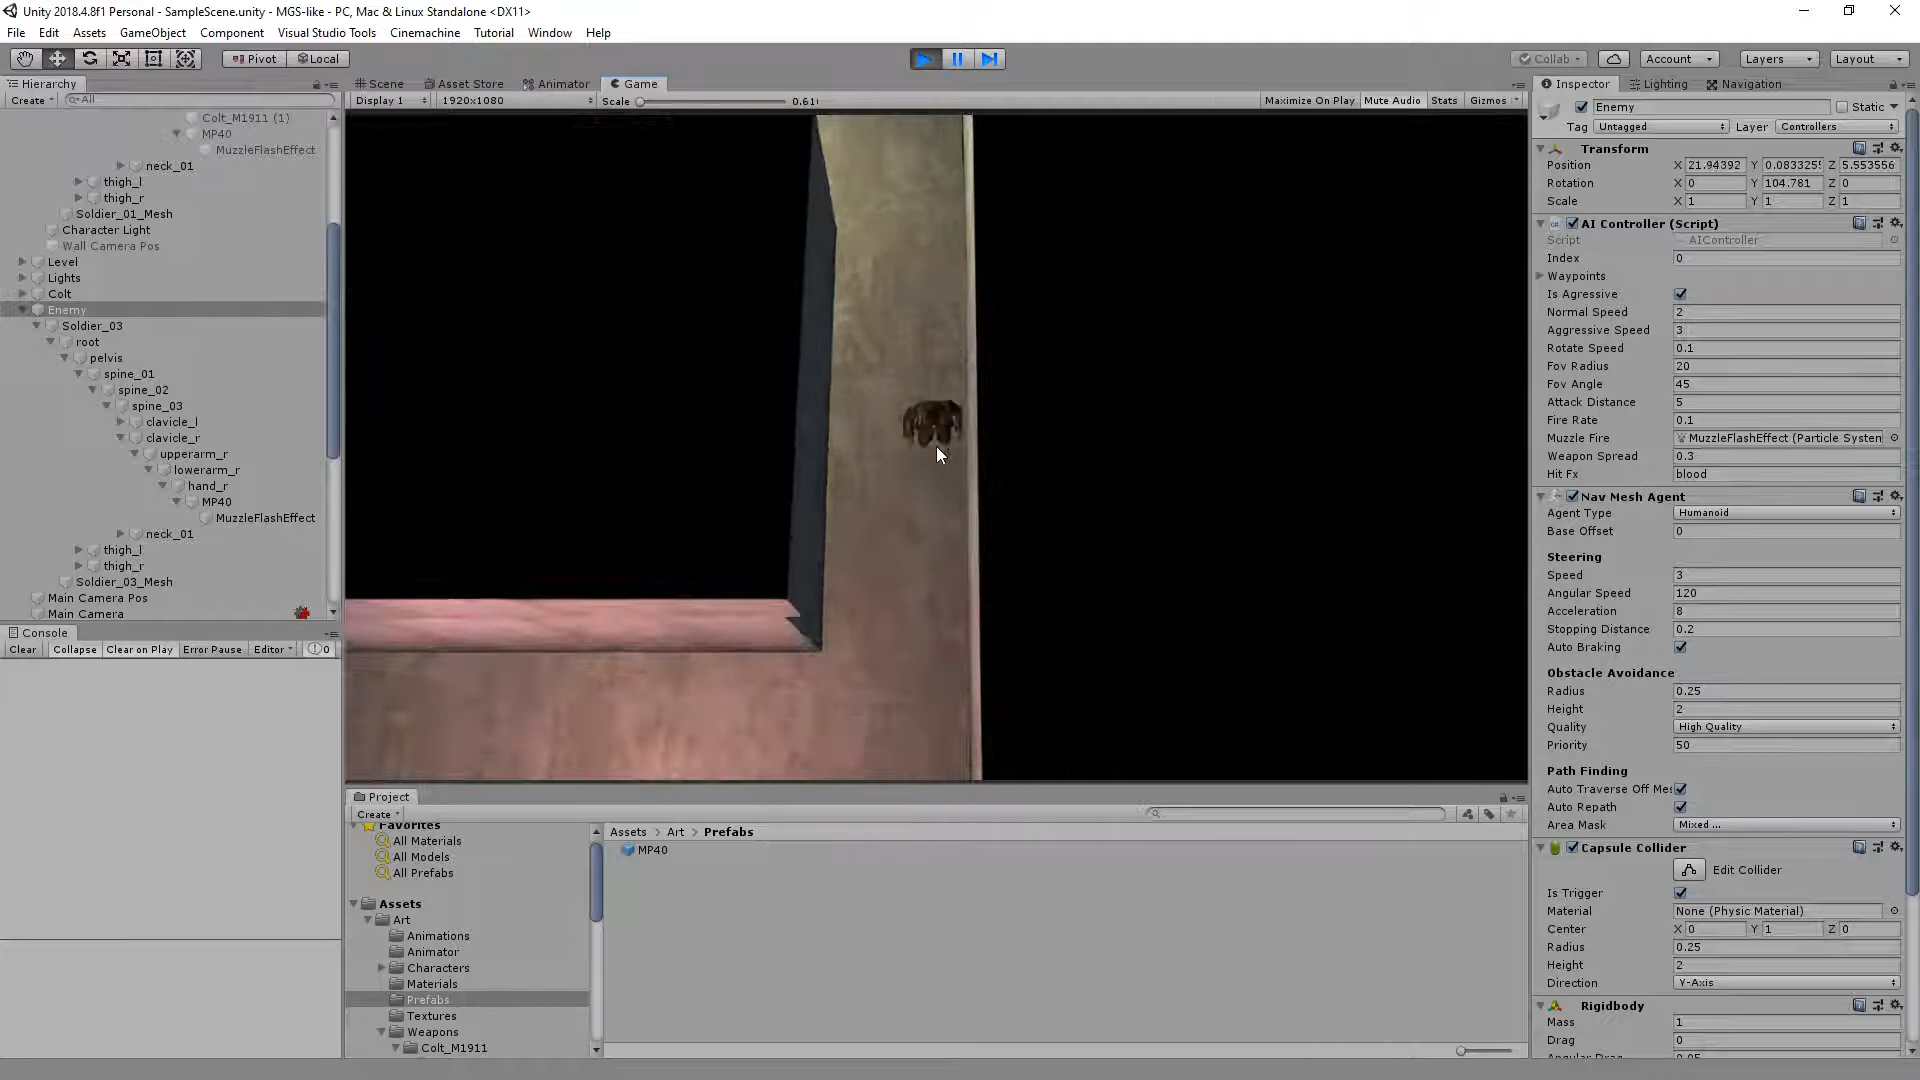 Unity 2018.4.8f1 Personal - SampleScene.unity - MGS-like - PC, Mac & Linux Standalone <DX11>
File Edit Assets GameObject Component Visual Studio Tools Cinemachine Tutorial Window Help
Pivot Local Collab Account Layers Layout
Hierarchy Scene Asset Store Animator Game Inspector Lighting Navigation
Create All Display 1 1920x1080 Scale 0.61 Maximize On Play Mute Audio Stats Gizmos
Colt_M1911 (1)
MP40
MuzzleFlashEffect
neck_01
thigh_l
thigh_r
Soldier_01_Mesh
Character Light
Wall Camera Pos
Level
Lights
Colt
Enemy
Soldier_03
root
pelvis
spine_01
spine_02
spine_03
clavicle_l
clavicle_r
upperarm_r
lowerarm_r
hand_r
MP40
MuzzleFlashEffect
neck_01
thigh_l
thigh_r
Soldier_03_Mesh
Main Camera Pos
Main Camera
Console
Clear Collapse Clear on Play Error Pause Editor 0
Project
Create
Favorites
All Materials
All Models
All Prefabs
Assets
Art
Animations
Animator
Characters
Materials
Prefabs
Textures
Weapons
Colt_M1911
Assets > Art > Prefabs
MP40
Enemy Static
Tag Untagged Layer Controllers
Transform
Position X 21.94392 Y 0.083325 Z 5.553556
Rotation X 0 Y 104.781 Z 0
Scale X 1 Y 1 Z 1
AI Controller (Script)
Script AIController
Index 0
Waypoints
Is Agressive
Normal Speed 2
Aggressive Speed 3
Rotate Speed 0.1
Fov Radius 20
Fov Angle 45
Attack Distance 5
Fire Rate 0.1
Muzzle Fire MuzzleFlashEffect (Particle System
Weapon Spread 0.3
Hit Fx blood
Nav Mesh Agent
Agent Type Humanoid
Base Offset 0
Steering
Speed 3
Angular Speed 120
Acceleration 8
Stopping Distance 0.2
Auto Braking
Obstacle Avoidance
Radius 0.25
Height 2
Quality High Quality
Priority 50
Path Finding
Auto Traverse Off Mes
Auto Repath
Area Mask Mixed ...
Capsule Collider
Edit Collider
Is Trigger
Material None (Physic Material)
Center X 0 Y 1 Z 0
Radius 0.25
Height 2
Direction Y-Axis
Rigidbody
Mass 1
Drag 0